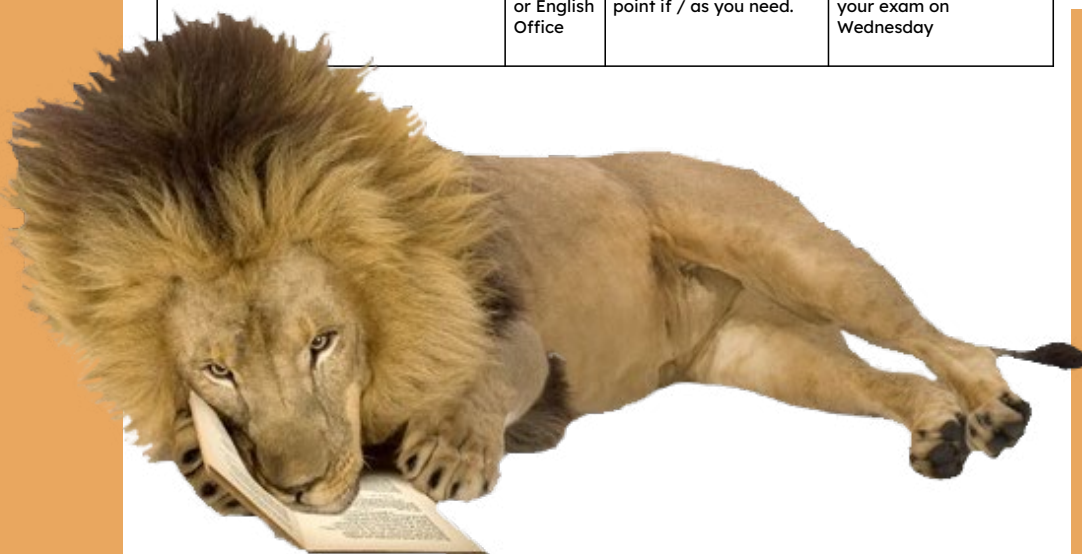 or English
Office
point if / as you need.
your exam on
Wednesday